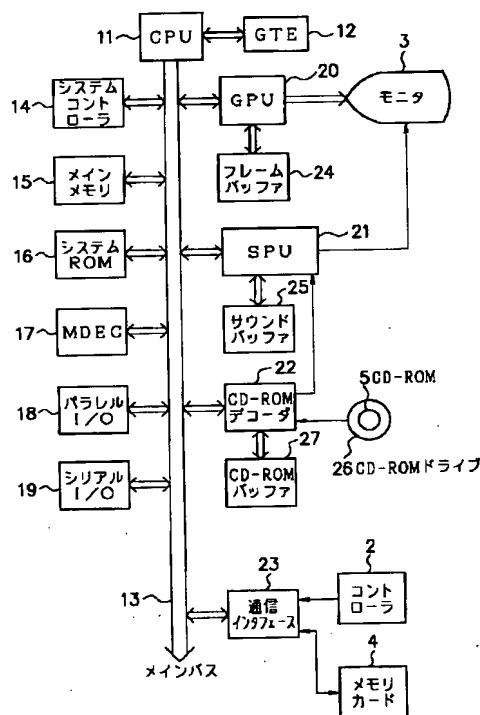 11
CPU
GTE
12
20
3
14
システム
コント
ローラ
GPU
モニタ
15
メイン
メモリ
フレーム
バッファ
24
21
16
システム
ROM
SPU
25
17
MDEC
サウンド
バッファ
22
5CD-ROM
18
パラレル
I/O
CD-ROM
デコーダ
27
26CD-ROMドライブ
19
シリアル
I/O
CD-ROM
バッファ
13
23
2
通信
インタフェース
コント
ローラ
4
メインバス
メモリ
カード